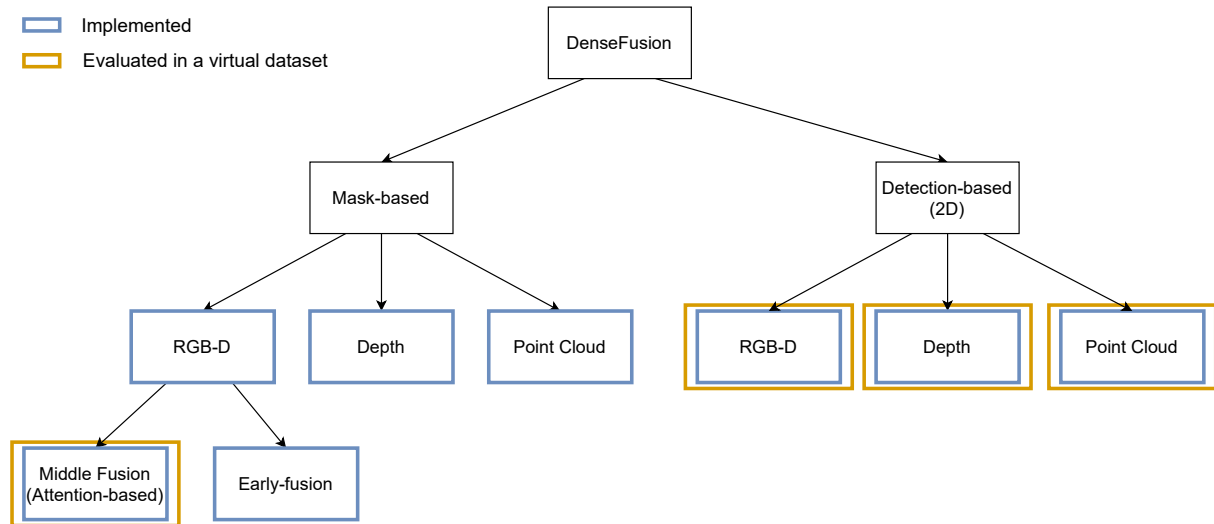 Implemented
Evaluated in a virtual dataset
DenseFusion
Mask-based
Detection-based
(2D)
RGB-D
Depth
Point Cloud
RGB-D
Depth
Point Cloud
Middle Fusion
(Attention-based)
Early-fusion